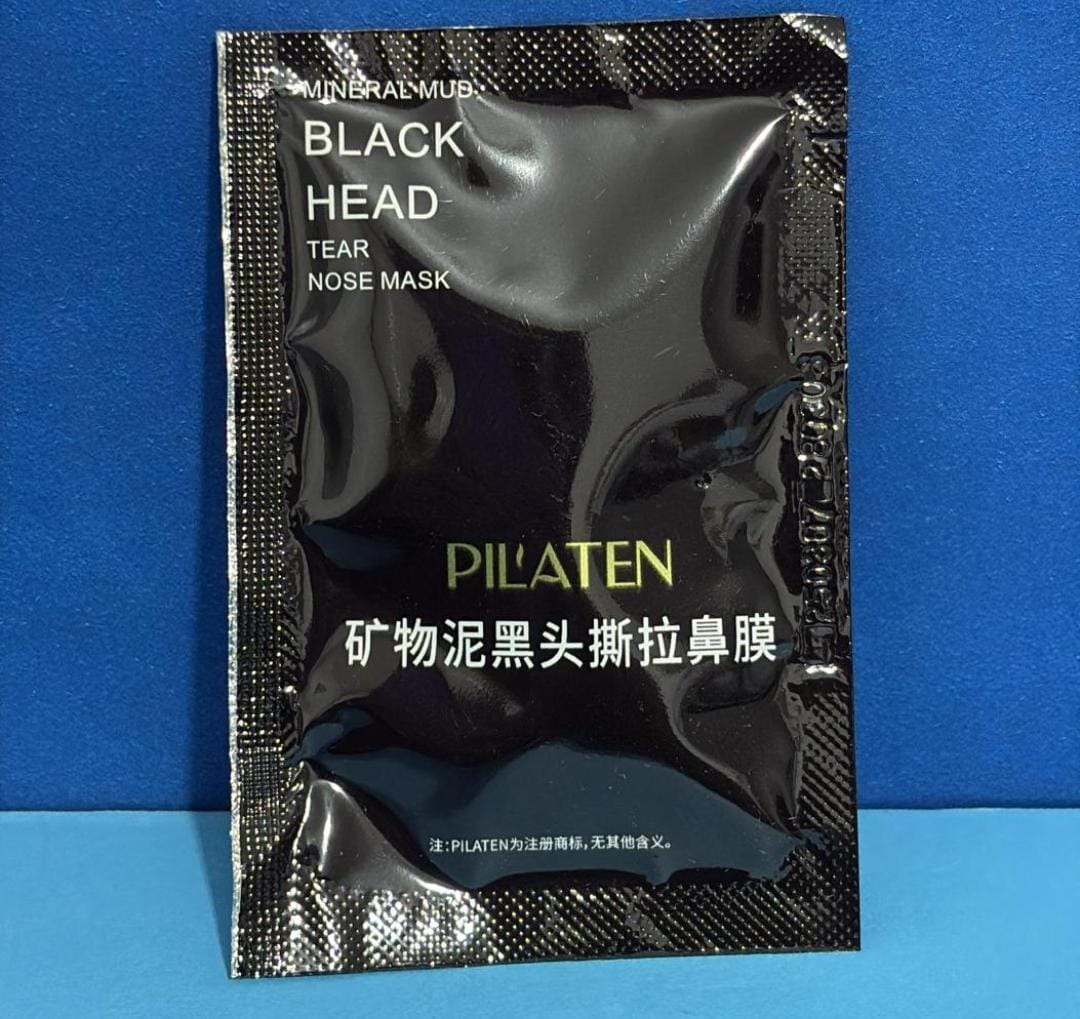 MINERAL MUD
BLACK
HEAD
TEAR
NOSE MASK
PIL'ATEN
矿物泥黑头撕拉鼻膜
注:PILATEN为注册商标,无其他含义。